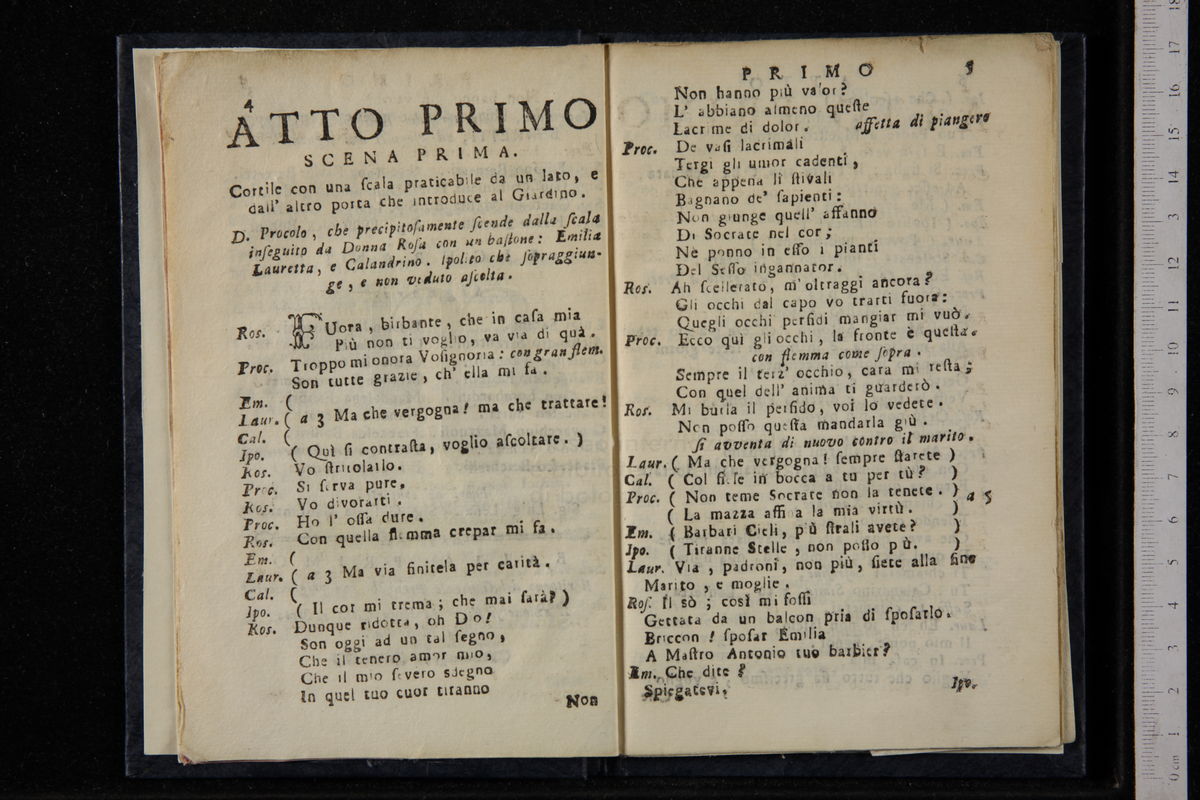 4
ATTO PRIMO
SCENA PRIMA.
Cortile con una ſcala praticabile da un lato, e
dall' altro porta che introduce al Giardino.
D. Procolo, che precipitoſamente ſcende dalla ſcala
inſeguito da Donna Roſa con un baſtone: Emilia
Lauretta, e Calandrino. Ipolito che ſopraggiun-
ge, e non veduto aſcolta.
Ros. FUora, birbante, che in caſa mia
Più non ti voglio, va via di quà.
Proc. Troppo mi onora Voſignoria: con gran flem.
Son tutte grazie, ch' ella mi fa.
Em. (
Laur. ( a 3 Ma che vergogna! ma che trattare!
Cal. (
Ipo. ( Quì ſi contraſta, voglio aſcoltare. )
Ros. Vo ſtritolarlo.
Proc. Si ſerva pure.
Ros. Vo divorarti.
Proc. Ho l' oſſa dure.
Ros. Con quella flemma crepar mi fa.
Em. (
Laur. ( a 3 Ma via finitela per carità.
Cal. (
Ipo. ( Il cor mi trema; che mai ſarà? )
Ros. Dunque ridotta, oh Dio!
Son oggi ad un tal ſegno,
Che il tenero amor mio,
Che il mio ſevero sdegno
In quel tuo cuor tiranno
Non
PRIMO 5
Non hanno più valor?
L' abbiano almeno queſte
Lacrime di dolor. affetta di piangere
Proc. De vaſi lacrimali
Tergi gli umor cadenti,
Che appena li ſtivali
Bagnano de' ſapienti:
Non giunge quell' affanno
Di Socrate nel cor;
Nè ponno in eſſo i pianti
Del Seſſo ingannator.
Ros. Ah ſcellerato, m'oltraggi ancora?
Gli occhi dal capo vo trarti fuora:
Quegli occhi perfidi mangiar mi vuò.
Proc. Ecco quì gli occhi, la fronte è queſta.
con flemma come ſopra.
Sempre il terz' occhio, cara mi reſta;
Con quel dell' anima ti guarderò.
Ros. Mi burla il perfido, voi lo vedete.
Non poſſo queſta mandarla giù.
ſi avventa di nuovo contro il marito.
Laur. ( Ma che vergogna! ſempre ſtarete )
Cal. ( Col fiele in bocca a tu per tù? )
Proc. ( Non teme Socrate non la tenete. ) a 5
( La mazza affina la mia virtù. )
Em. ( Barbari Cieli, più ſtrali avete? )
Ipo. ( Tiranne Stelle, non poſſo più. )
Laur. Via, padroni, non più, ſiete alla fine
Marito, e moglie.
Roſ. Il sò; così mi foſſi
Gettata da un balcon pria di ſpoſarlo.
Briccon! ſpoſar Emilia
A Maſtro Antonio tuo barbier?
Em. Che dite?
Spiegatevi.
Ipo.